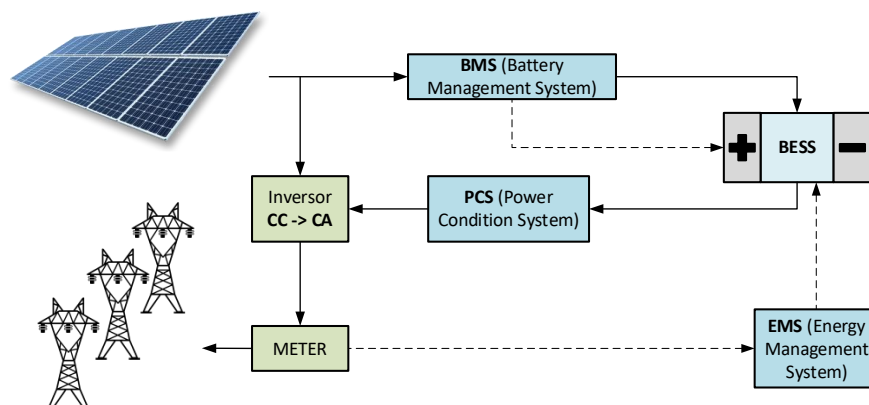 BMS (Battery
Management System)
BESS
Inversor
CC -> CA
PCS (Power
Condition System)
METER
EMS (Energy
Management
System)